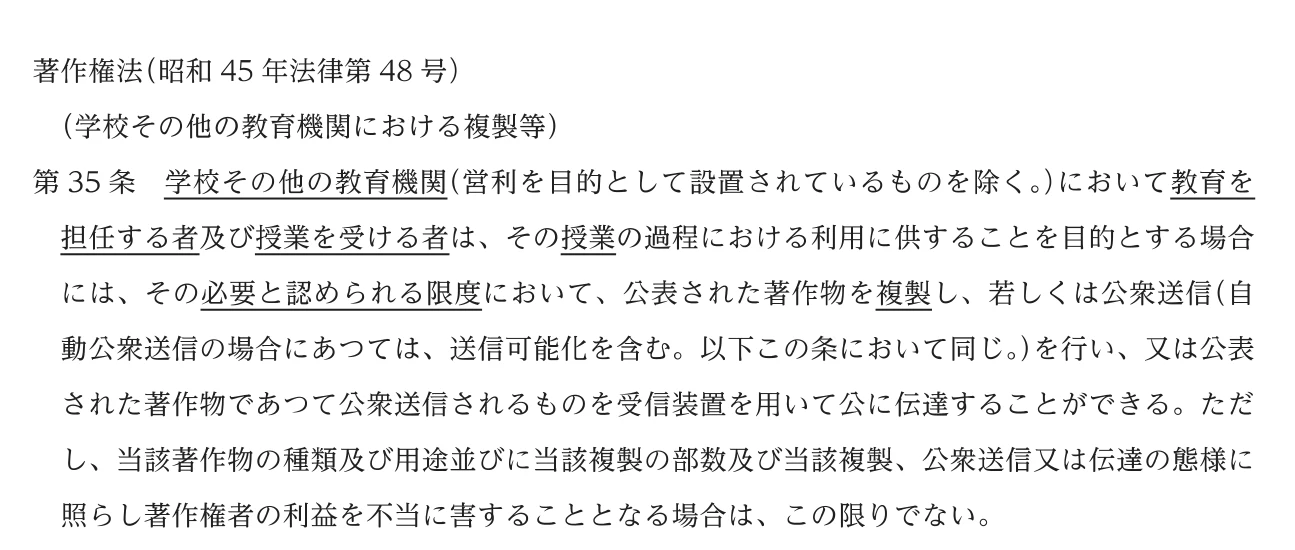 著作権法(昭和 45 年法律第 48 号)
(学校その他の教育機関における複製等)
第 35 条　学校その他の教育機関(営利を目的として設置されているものを除く。)において教育を
担任する者及び授業を受ける者は、その授業の過程における利用に供することを目的とする場合
には、その必要と認められる限度において、公表された著作物を複製し、若しくは公衆送信(自
動公衆送信の場合にあつては、送信可能化を含む。以下この条において同じ。)を行い、又は公表
された著作物であつて公衆送信されるものを受信装置を用いて公に伝達することができる。ただ
し、当該著作物の種類及び用途並びに当該複製の部数及び当該複製、公衆送信又は伝達の態様に
照らし著作権者の利益を不当に害することとなる場合は、この限りでない。